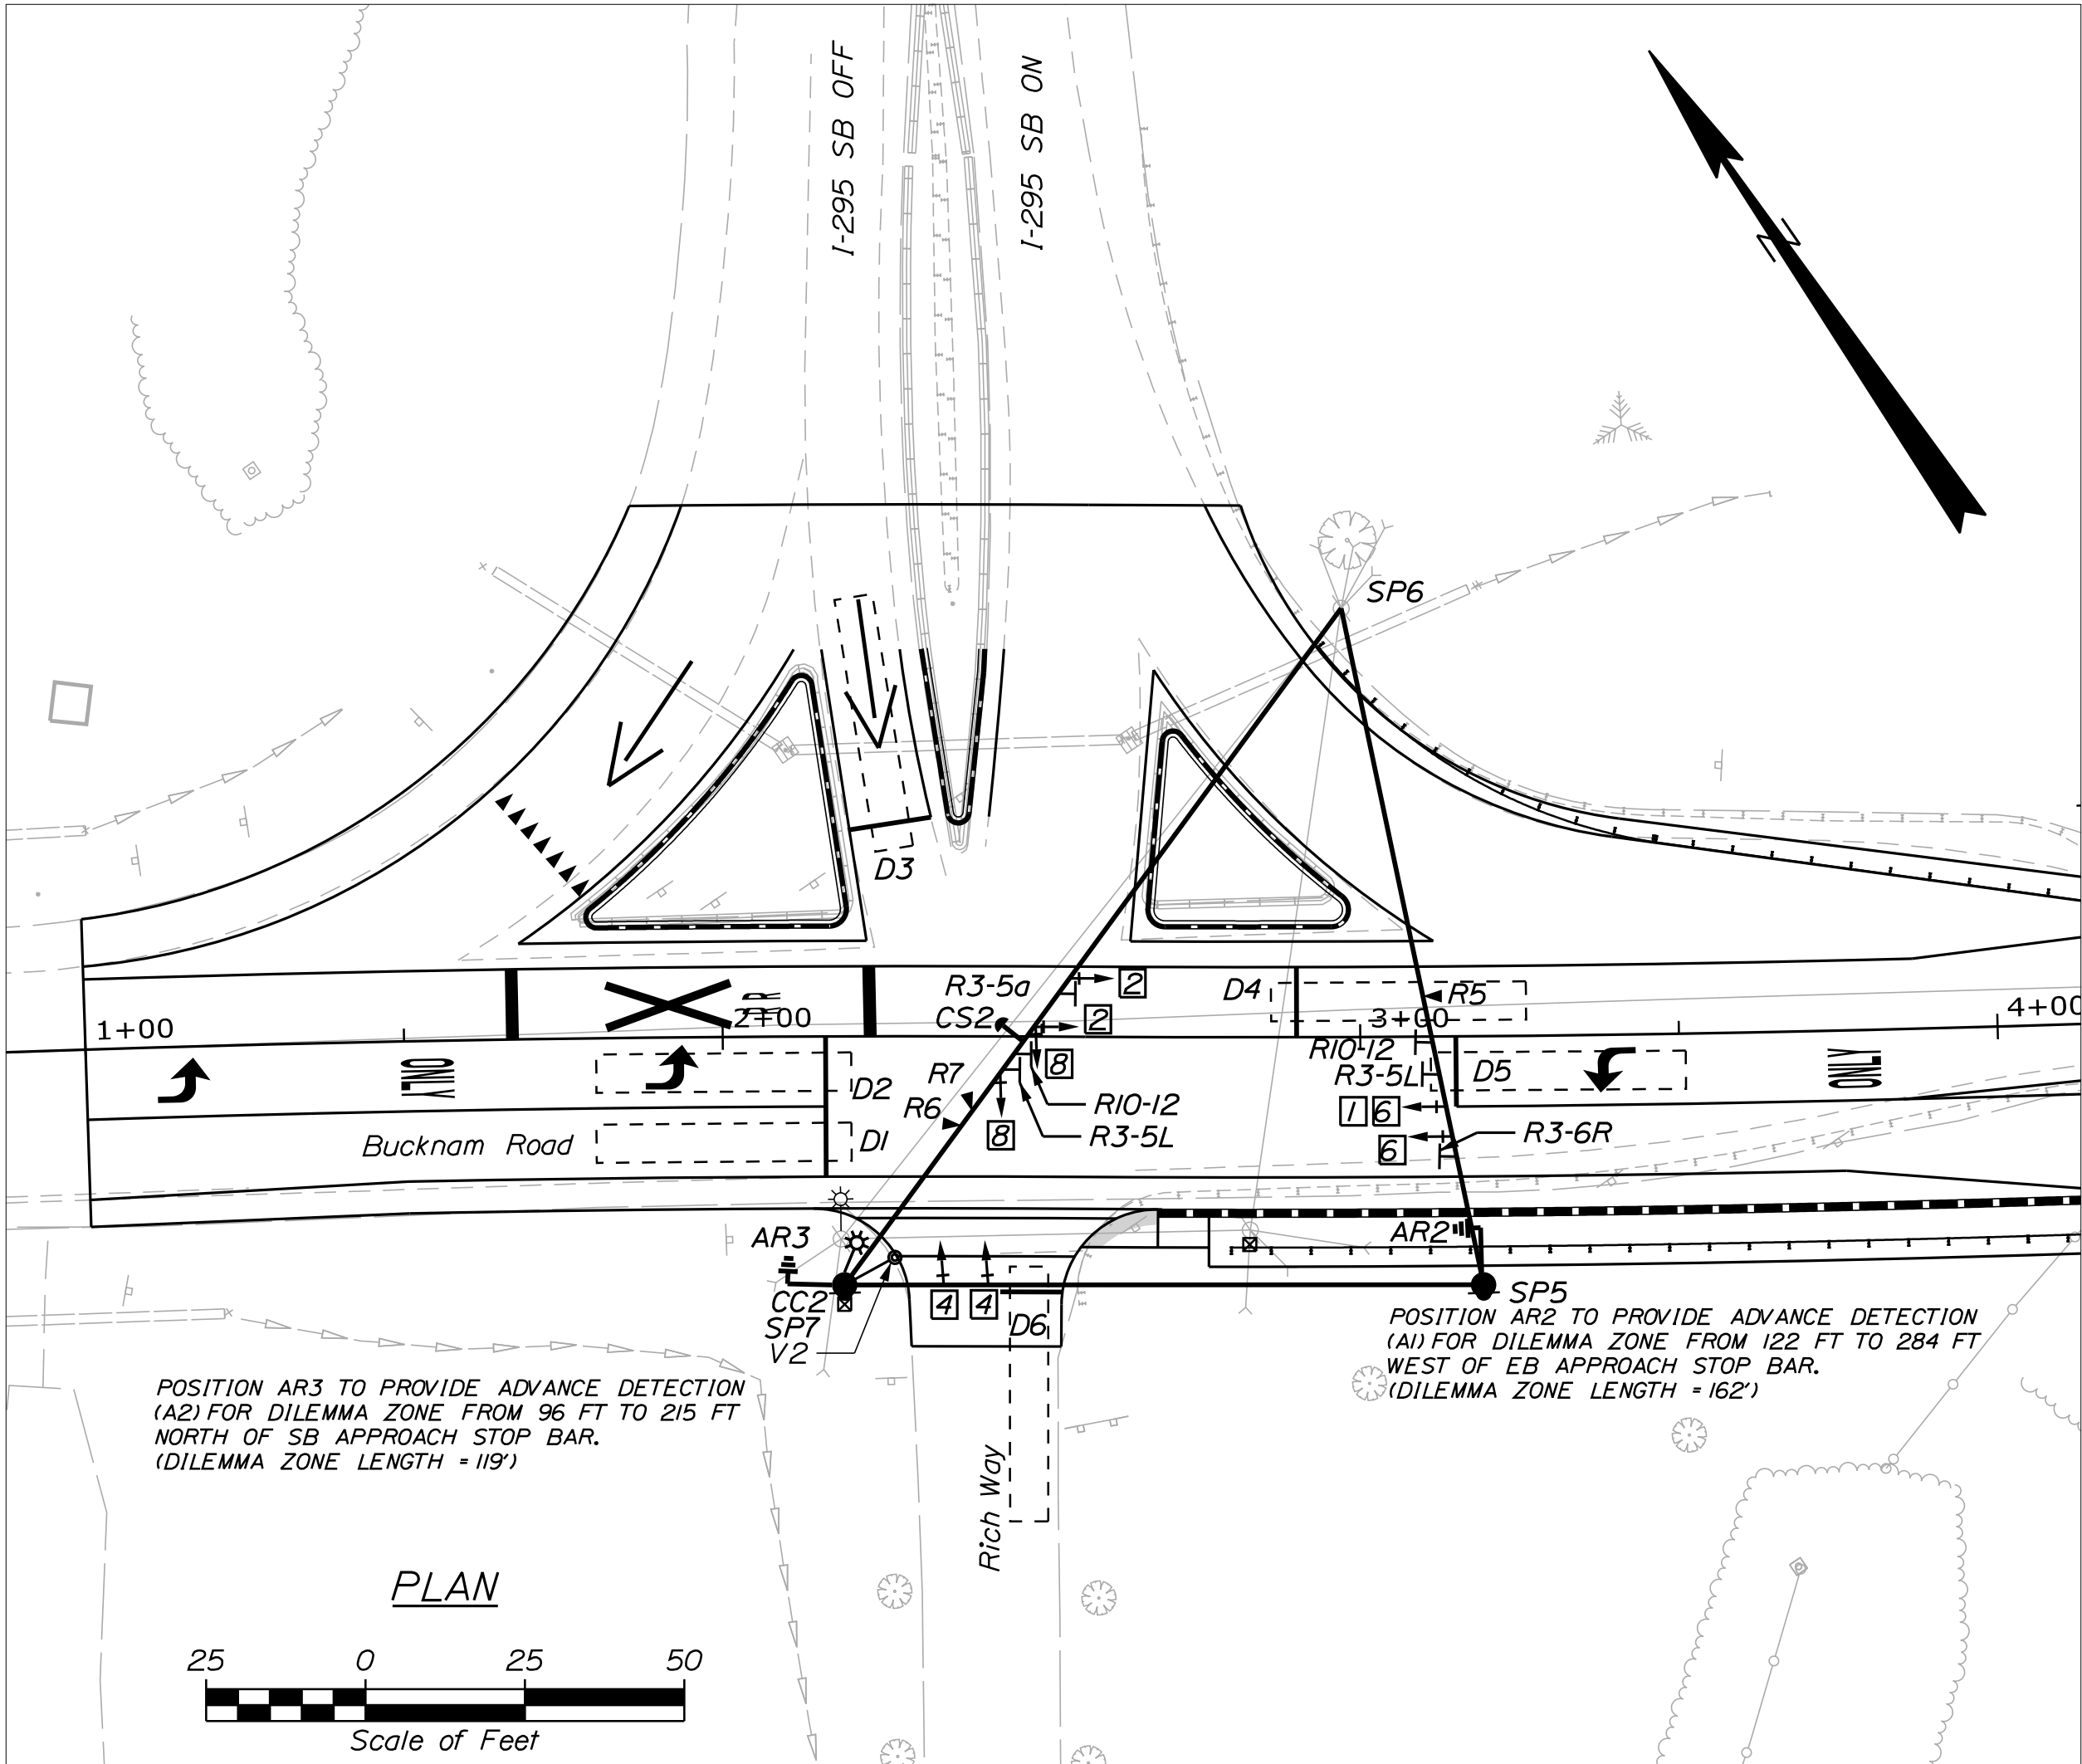 I-295 SB OFF
I-295 SB ON
SP6
D3
R3-5a
2
D4
R5
CS2
2
1+00
2+00
3+00
4+00
8
R10-12
R3-5L
D5
ONLY
ONLY
R7
D2
R6
R10-12
1 6
Bucknam Road
D1
8
R3-5L
6
R3-6R
AR3
AR2
CC2
4 4
SP5
SP7
D6
V2
POSITION AR2 TO PROVIDE ADVANCE DETECTION
(A1) FOR DILEMMA ZONE FROM 122 FT TO 284 FT
WEST OF EB APPROACH STOP BAR.
(DILEMMA ZONE LENGTH = 162')
POSITION AR3 TO PROVIDE ADVANCE DETECTION
(A2) FOR DILEMMA ZONE FROM 96 FT TO 215 FT
NORTH OF SB APPROACH STOP BAR.
(DILEMMA ZONE LENGTH = 119')
Rich Way
PLAN
25 0 25 50
Scale of Feet